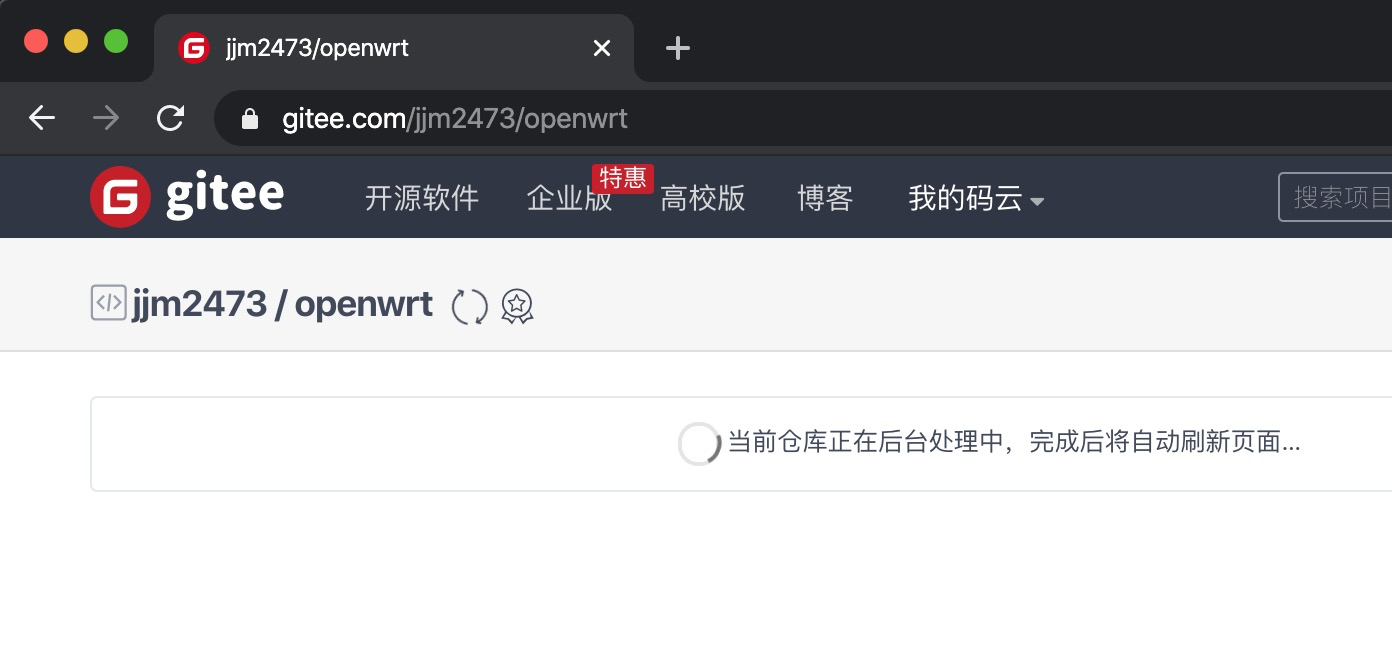 jjm2473/openwrt
gitee.com/jjm2473/openwrt
gitee 开源软件 企业版 特惠 高校版 博客 我的码云 搜索项目
jjm2473 / openwrt
当前仓库正在后台处理中，完成后将自动刷新页面...